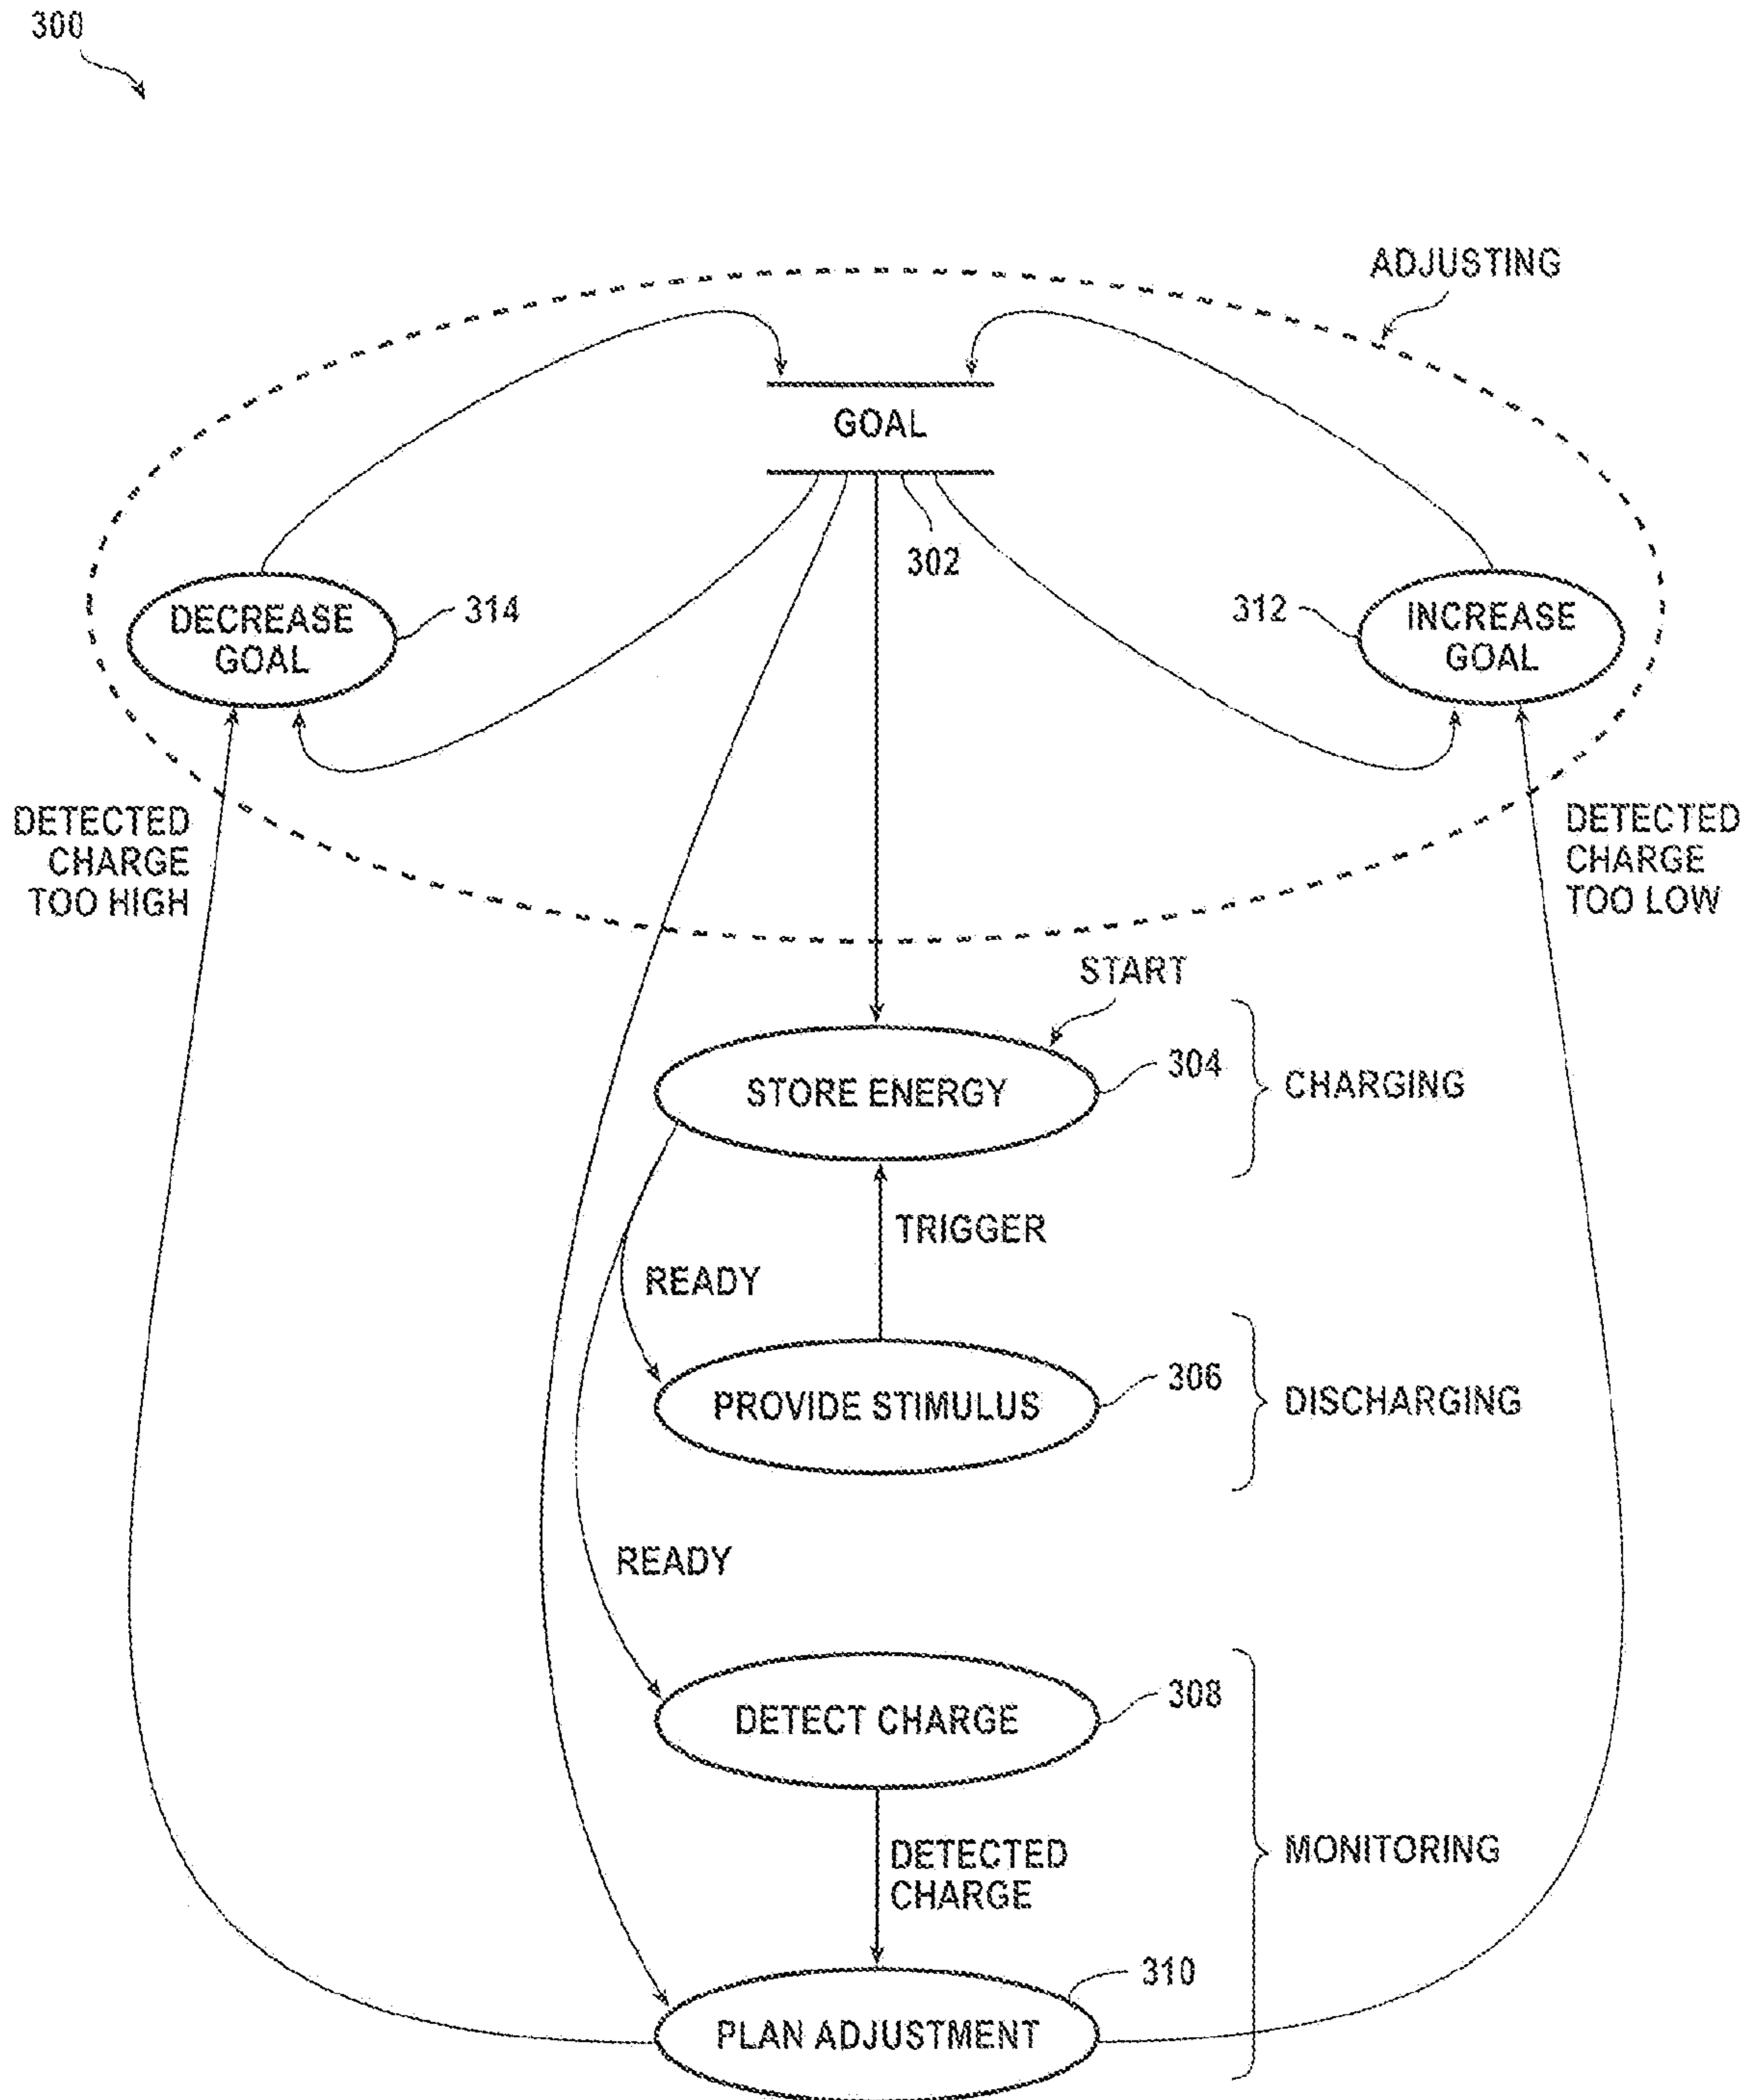 300
ADJUSTING
GOAL
302
DECREASE
GOAL
314
312
INCREASE
GOAL
DETECTED
CHARGE
TOO HIGH
DETECTED
CHARGE
TOO LOW
START
STORE ENERGY
304
CHARGING
TRIGGER
READY
PROVIDE STIMULUS
306
DISCHARGING
READY
DETECT CHARGE
308
DETECTED
CHARGE
MONITORING
310
PLAN ADJUSTMENT